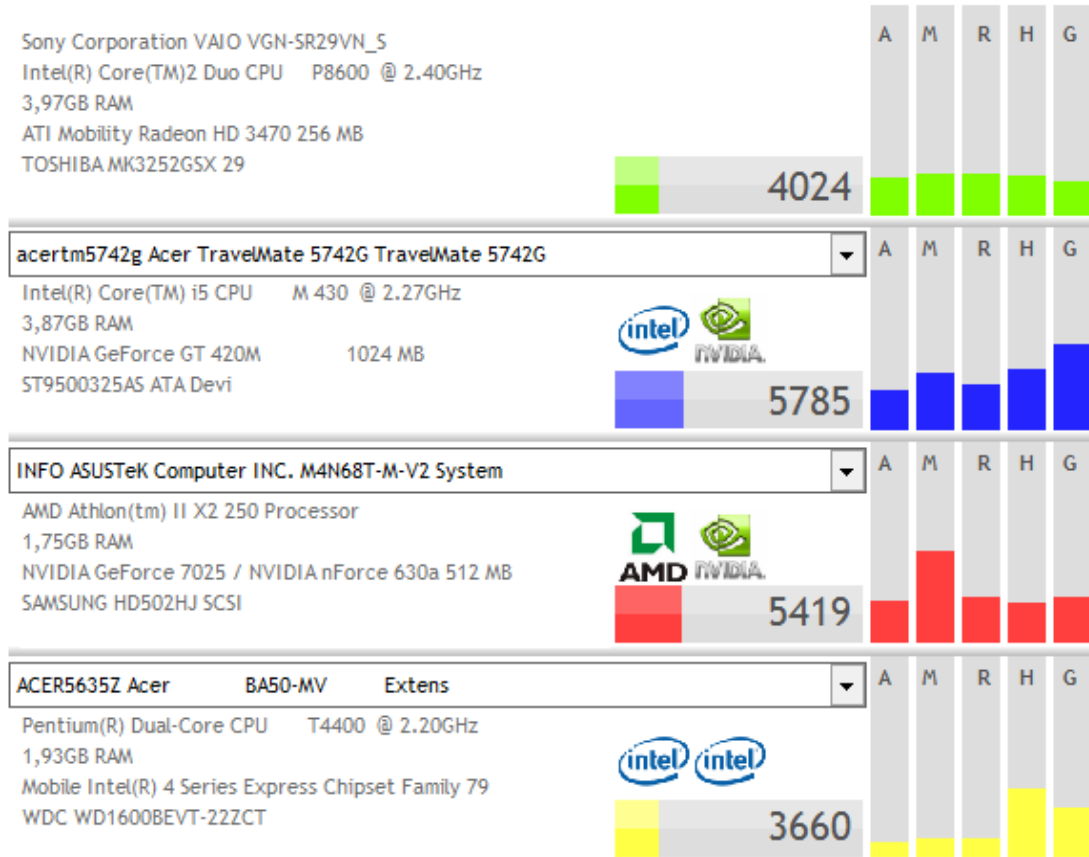 A M R H G
Sony Corporation VAIO VGN-SR29VN_S
Intel(R) Core(TM)2 Duo CPU P8600 @ 2.40GHz
3,97GB RAM
ATI Mobility Radeon HD 3470 256 MB
TOSHIBA MK3252GSX 29
4024
acertm5742g Acer TravelMate 5742G TravelMate 5742G
A M R H G
Intel(R) Core(TM) i5 CPU M 430 @ 2.27GHz
3,87GB RAM
NVIDIA GeForce GT 420M 1024 MB
ST9500325AS ATA Devi
intel NVIDIA.
5785
INFO ASUSTeK Computer INC. M4N68T-M-V2 System
A M R H G
AMD Athlon(tm) II X2 250 Processor
1,75GB RAM
NVIDIA GeForce 7025 / NVIDIA nForce 630a 512 MB
SAMSUNG HD502HJ SCSI
AMD NVIDIA.
5419
ACER5635Z Acer BA50-MV Extens
A M R H G
Pentium(R) Dual-Core CPU T4400 @ 2.20GHz
1,93GB RAM
Mobile Intel(R) 4 Series Express Chipset Family 79
WDC WD1600BEVT-22ZCT
intel intel
3660